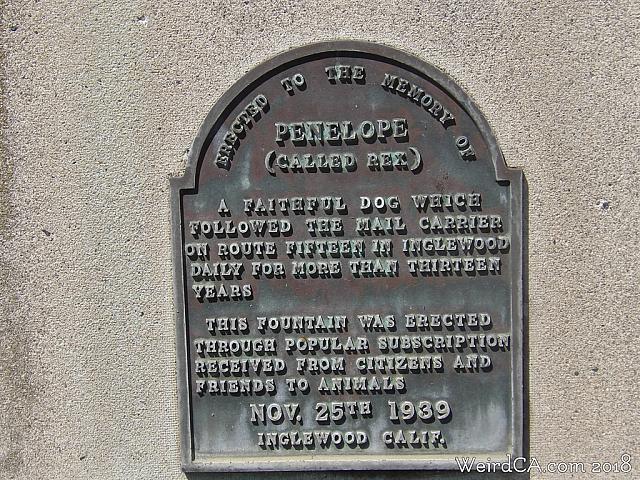 ERECTED TO THE MEMORY OF
PENELOPE
(CALLED REX)
A FAITHFUL DOG WHICH
FOLLOWED THE MAIL CARRIER
ON ROUTE FIFTEEN IN INGLEWOOD
DAILY FOR MORE THAN THIRTEEN
YEARS
THIS FOUNTAIN WAS ERECTED
THROUGH POPULAR SUBSCRIPTION
RECEIVED FROM CITIZENS AND
FRIENDS TO ANIMALS
NOV. 25TH 1939
INGLEWOOD CALIF.
WeirdCA.com 2018